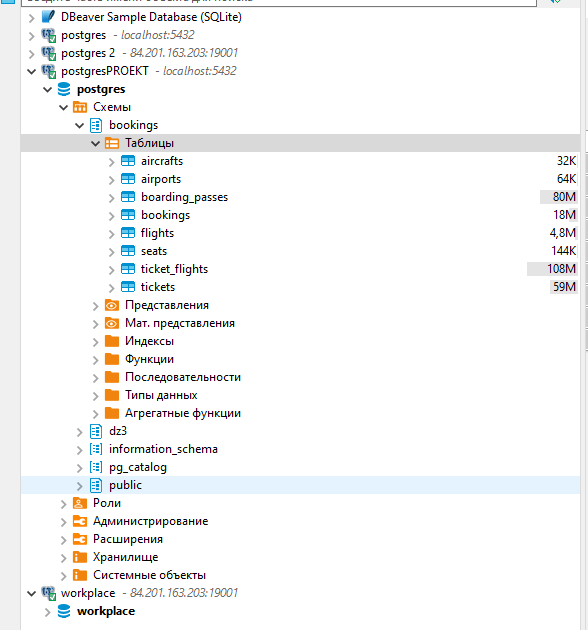 DBeaver Sample Database (SQLite)
postgres - localhost:5432
postgres 2 - 84.201.163.203:19001
postgresPROEKT - localhost:5432
postgres
Схемы
bookings
Таблицы
aircrafts 32K
airports 64K
boarding_passes 80M
bookings 18M
flights 4,8M
seats 144K
ticket_flights 108M
tickets 59M
Представления
Мат. представления
Индексы
Функции
Последовательности
Типы данных
Агрегатные функции
dz3
information_schema
pg_catalog
public
Роли
Администрирование
Расширения
Хранилище
Системные объекты
workplace - 84.201.163.203:19001
workplace